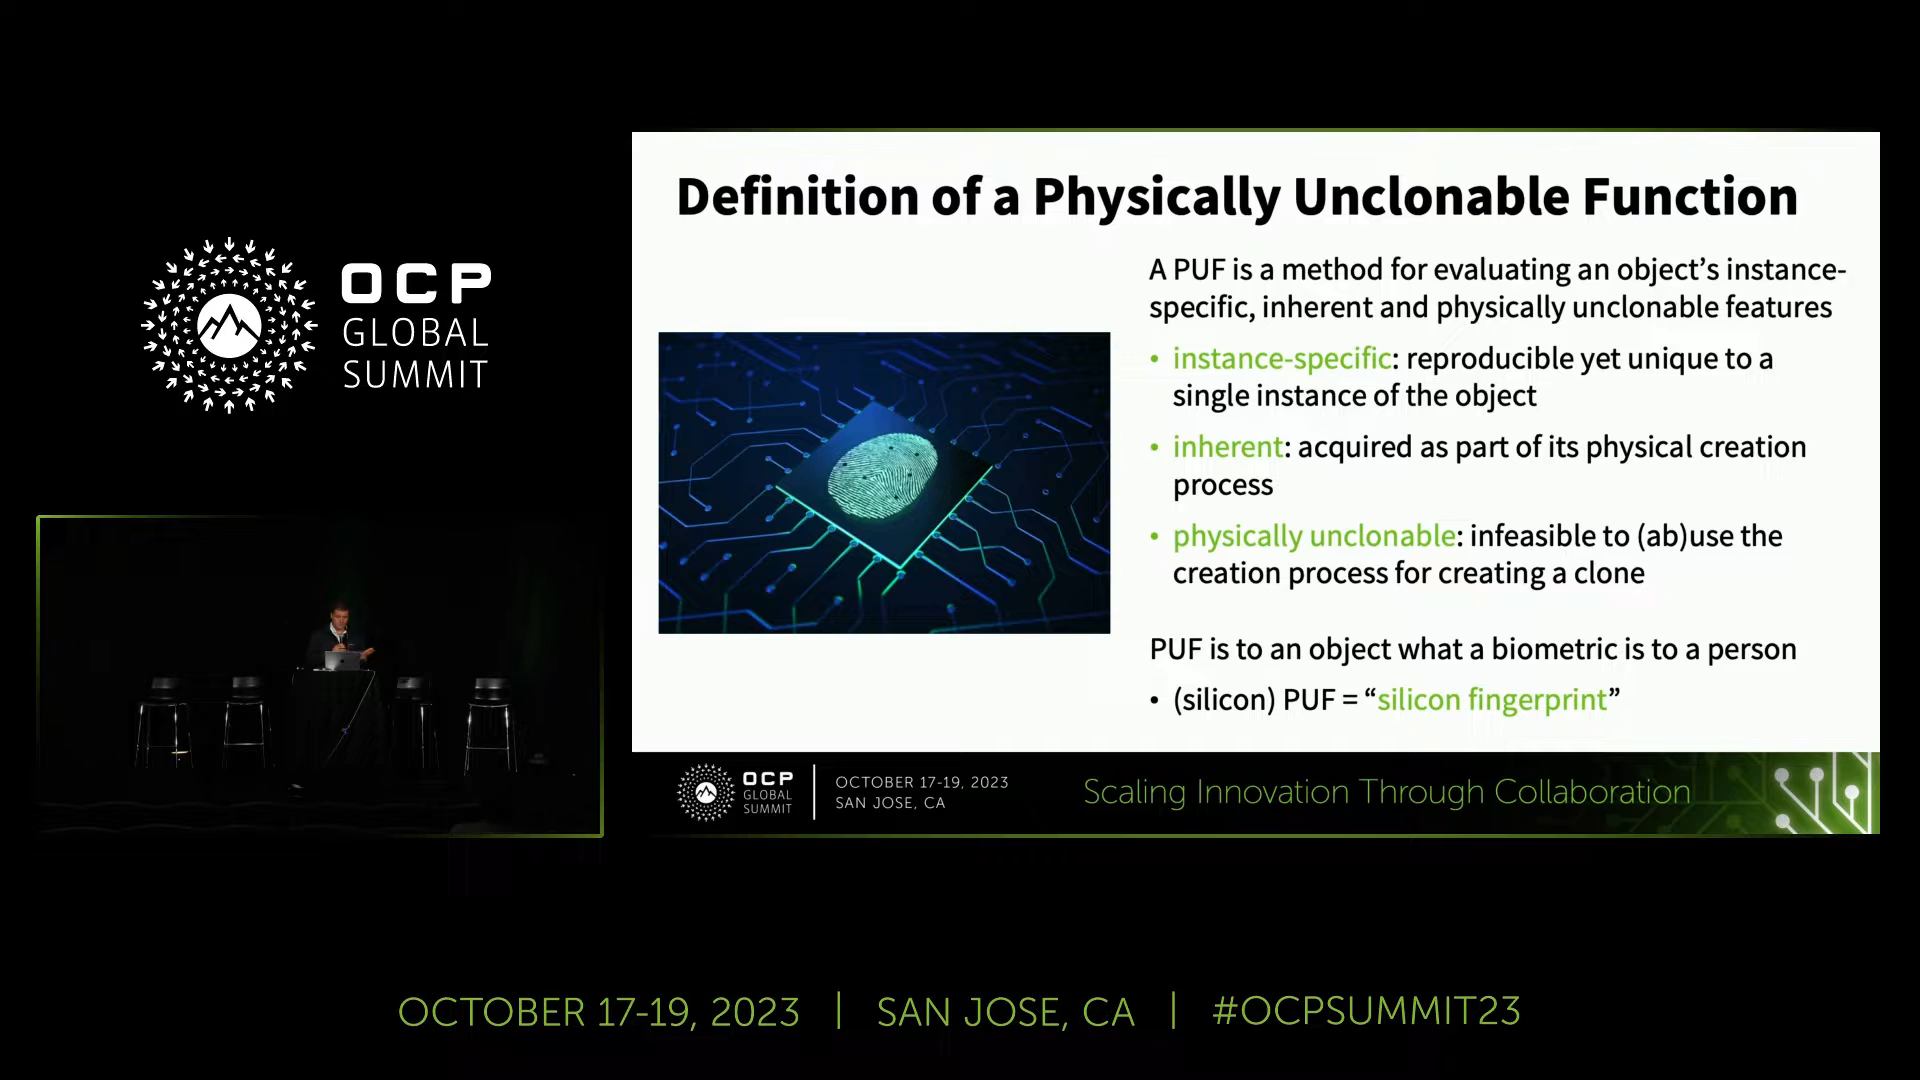 OCP
GLOBAL
SUMMIT
Definition of a Physically Unclonable Function
A PUF is a method for evaluating an object’s instance-
specific, inherent and physically unclonable features
• instance-specific: reproducible yet unique to a
single instance of the object
• inherent: acquired as part of its physical creation
process
• physically unclonable: infeasible to (ab)use the
creation process for creating a clone
PUF is to an object what a biometric is to a person
• (silicon) PUF = “silicon fingerprint”
OCP
GLOBAL
SUMMIT
OCTOBER 17-19, 2023
SAN JOSE, CA
Scaling Innovation Through Collaboration
OCTOBER 17-19, 2023 | SAN JOSE, CA | #OCPSUMMIT23